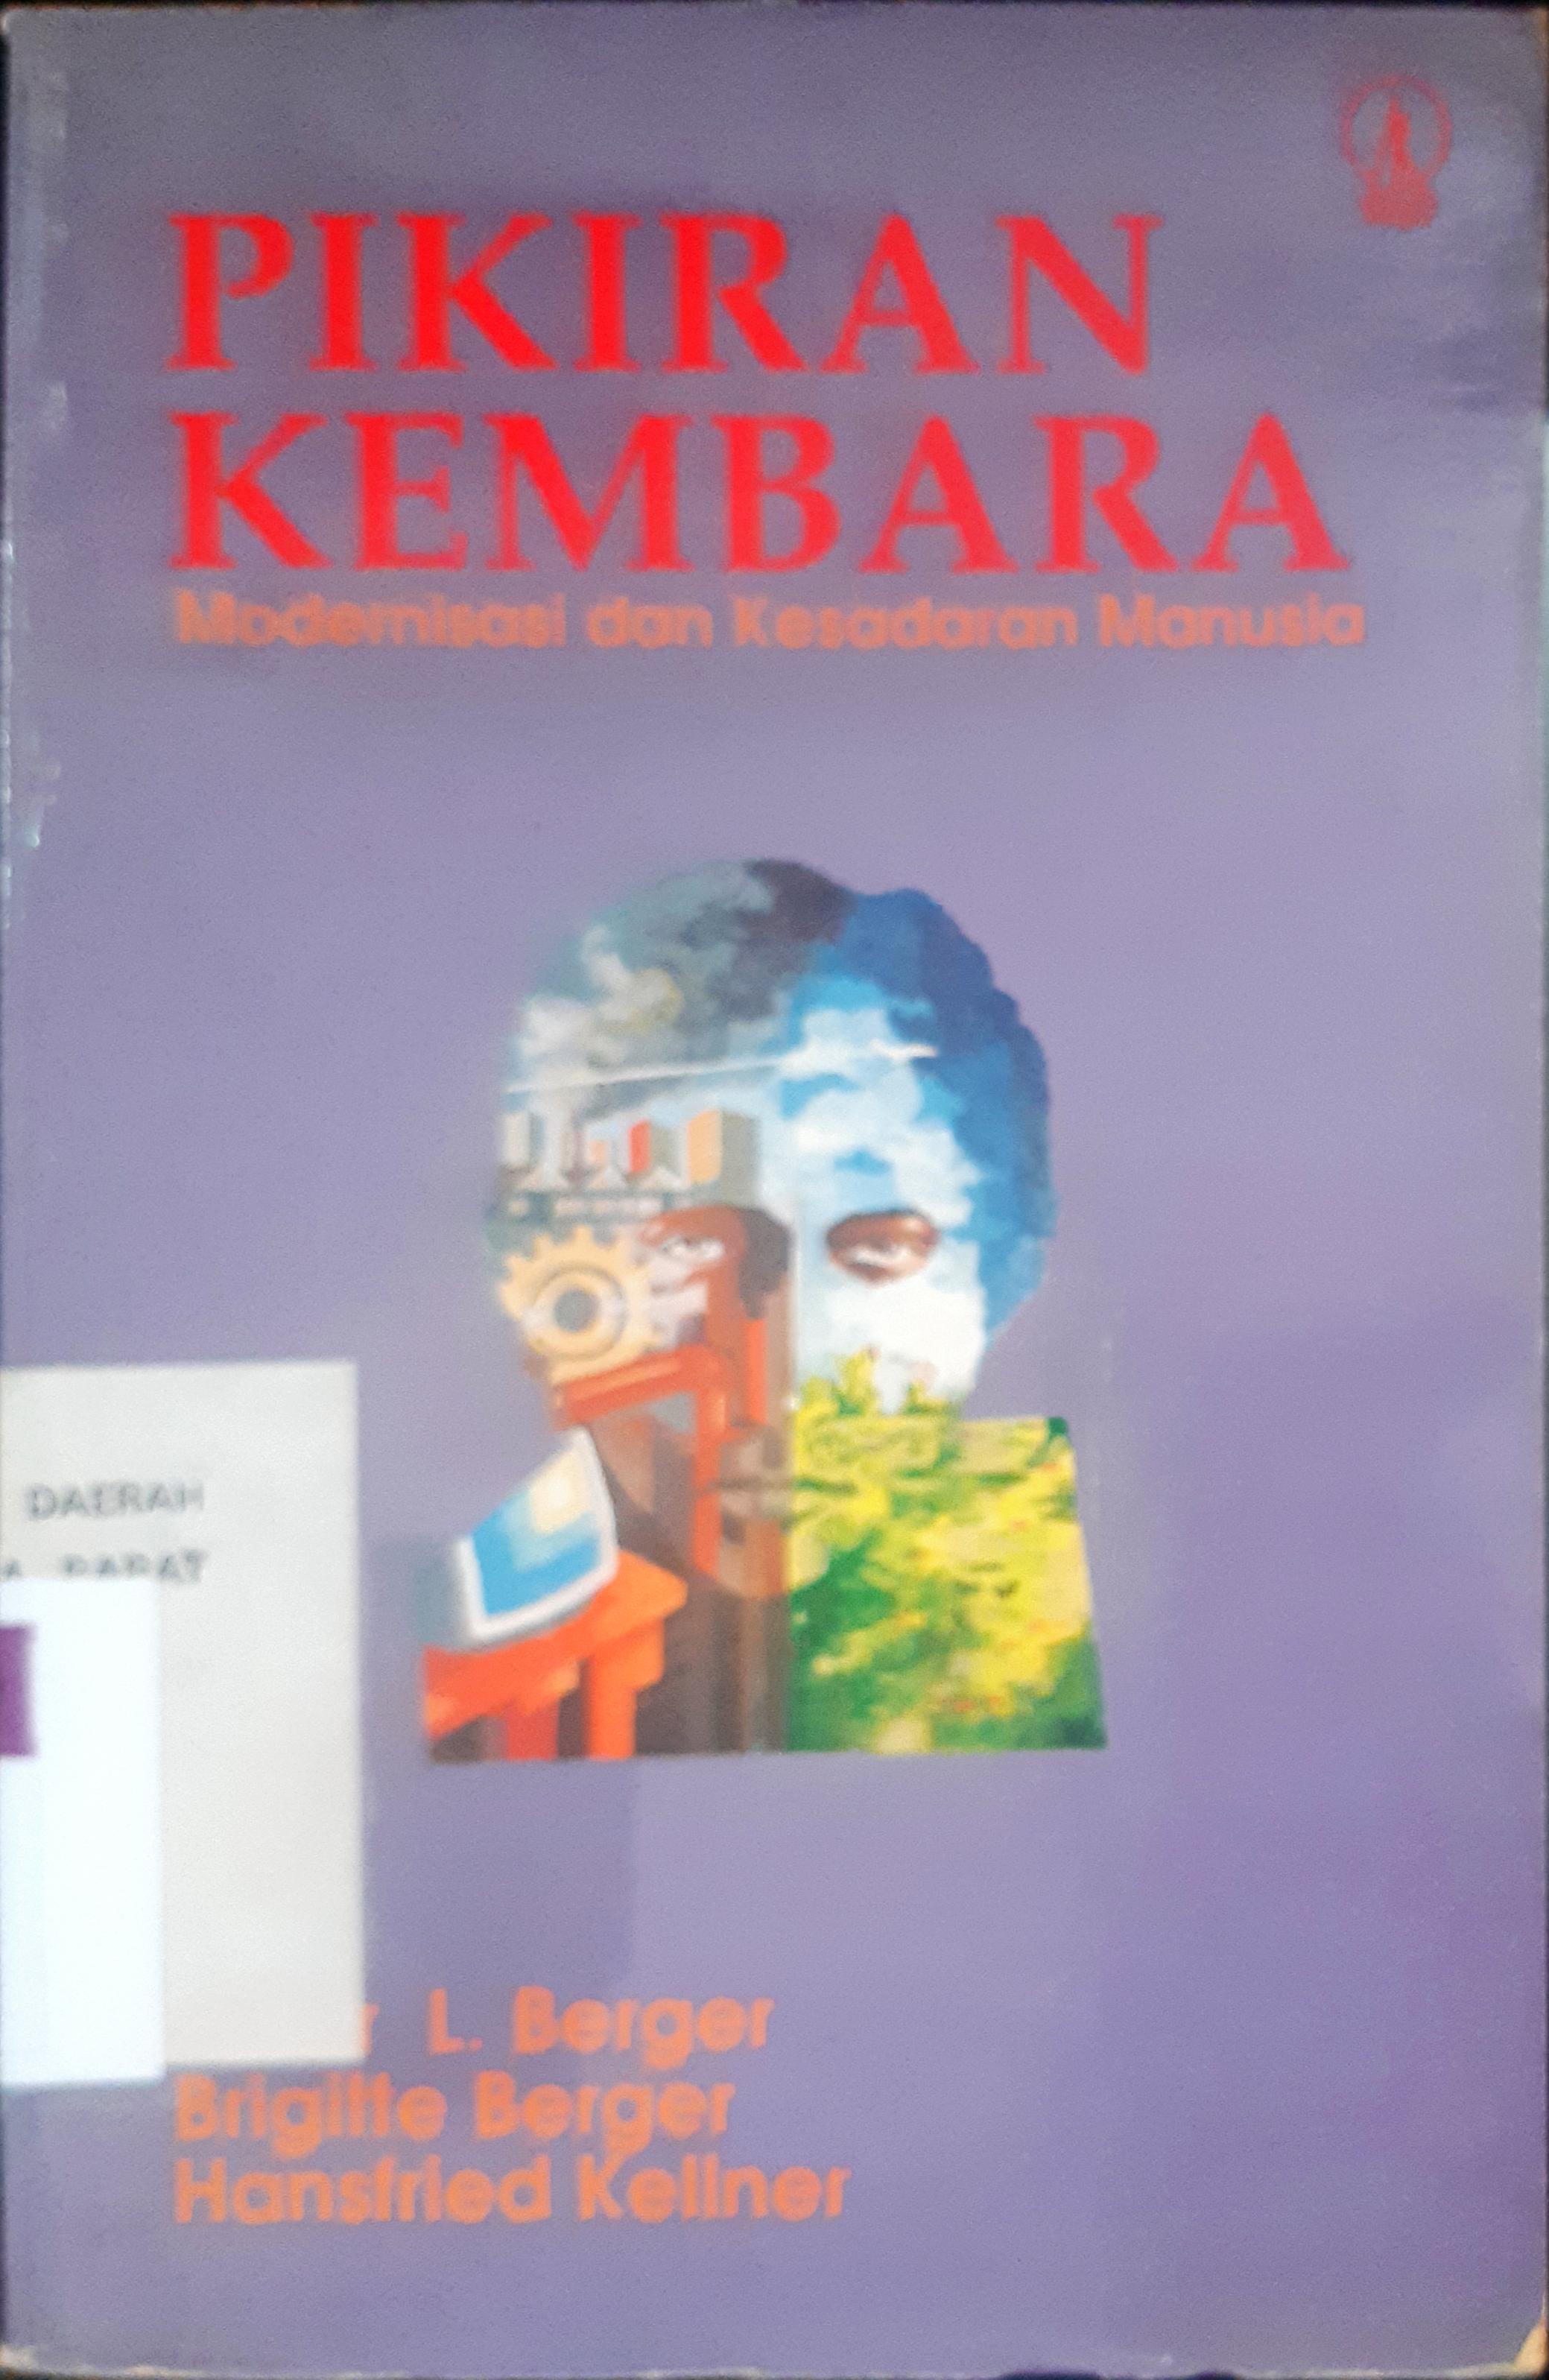 PIKIRAN
KEMBARA
Modernisasi dan Kesadaran Manusia
DAERAH
r L. Berger
Brigitte Berger
Hansfried Kellner